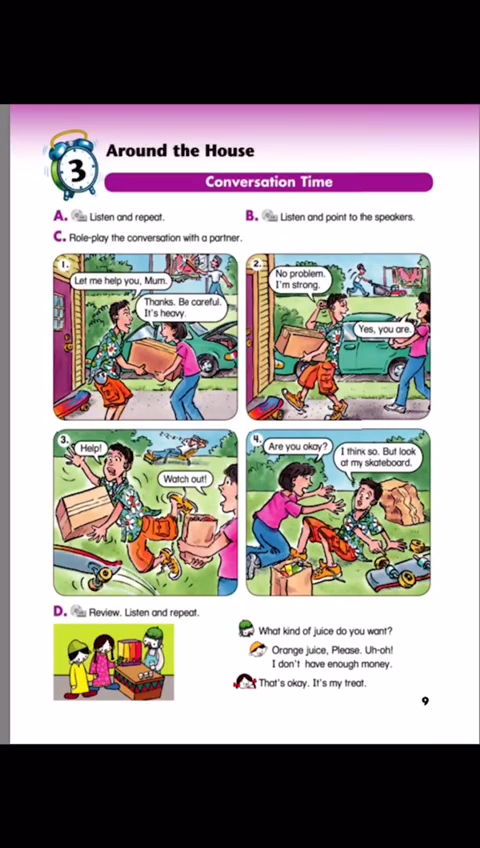 3
Around the House
Conversation Time
A. Listen and repeat.
B. Listen and point to the speakers.
C. Role-play the conversation with a partner.
1.
Let me help you, Mum.
Thanks. Be careful.
It's heavy.
2.
No problem.
I'm strong.
Yes, you are.
3.
Help!
Watch out!
4.
Are you okay?
I think so. But look
at my skateboard.
D. Review. Listen and repeat.
What kind of juice do you want?
Orange juice, Please. Uh-oh!
I don't have enough money.
That's okay. It's my treat.
9